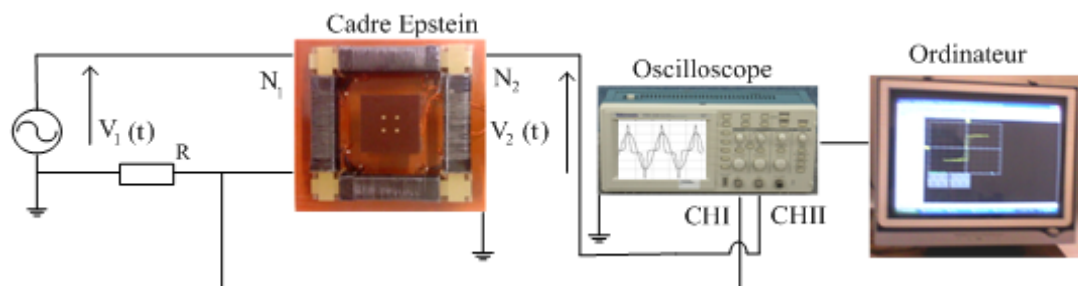 Cadre Epstein
Ordinateur
Oscilloscope
N1
N2
V1 (t)
V2 (t)
R
CHI
CHII